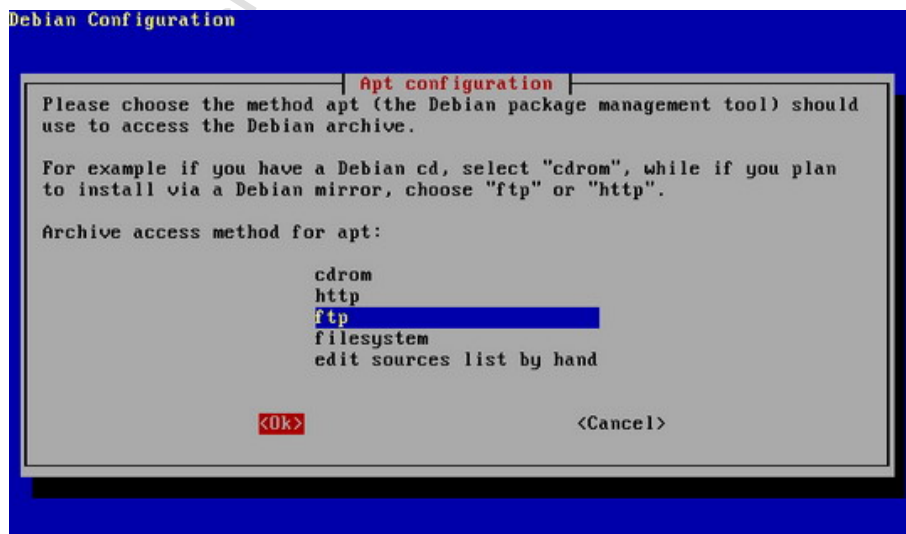 Debian Configuration
Apt configuration
Please choose the method apt (the Debian package management tool) should
use to access the Debian archive.
For example if you have a Debian cd, select "cdrom", while if you plan
to install via a Debian mirror, choose "ftp" or "http".
Archive access method for apt:
cdrom
http
ftp
filesystem
edit sources list by hand
<Ok> <Cancel>